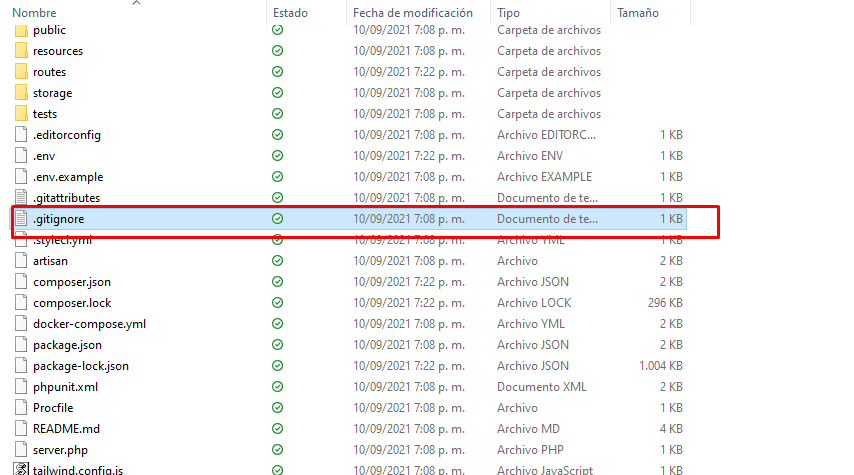 Nombre Estado Fecha de modificación Tipo Tamaño
public 10/09/2021 7:08 p. m. Carpeta de archivos
resources 10/09/2021 7:08 p. m. Carpeta de archivos
routes 10/09/2021 7:22 p. m. Carpeta de archivos
storage 10/09/2021 7:08 p. m. Carpeta de archivos
tests 10/09/2021 7:08 p. m. Carpeta de archivos
.editorconfig 10/09/2021 7:08 p. m. Archivo EDITORC... 1 KB
.env 10/09/2021 7:22 p. m. Archivo ENV 1 KB
.env.example 10/09/2021 7:08 p. m. Archivo EXAMPLE 1 KB
.gitattributes 10/09/2021 7:08 p. m. Documento de te... 1 KB
.gitignore 10/09/2021 7:08 p. m. Documento de te... 1 KB
.styleci.yml 10/09/2021 7:08 p. m. Archivo YML 1 KB
artisan 10/09/2021 7:08 p. m. Archivo 2 KB
composer.json 10/09/2021 7:22 p. m. Archivo JSON 2 KB
composer.lock 10/09/2021 7:22 p. m. Archivo LOCK 296 KB
docker-compose.yml 10/09/2021 7:08 p. m. Archivo YML 2 KB
package.json 10/09/2021 7:08 p. m. Archivo JSON 2 KB
package-lock.json 10/09/2021 7:22 p. m. Archivo JSON 1.004 KB
phpunit.xml 10/09/2021 7:08 p. m. Documento XML 2 KB
Procfile 10/09/2021 7:08 p. m. Archivo 1 KB
README.md 10/09/2021 7:08 p. m. Archivo MD 4 KB
server.php 10/09/2021 7:08 p. m. Archivo PHP 1 KB
tailwind.config.js 10/09/2021 7:08 p. m. Archivo JavaScript 1 KB